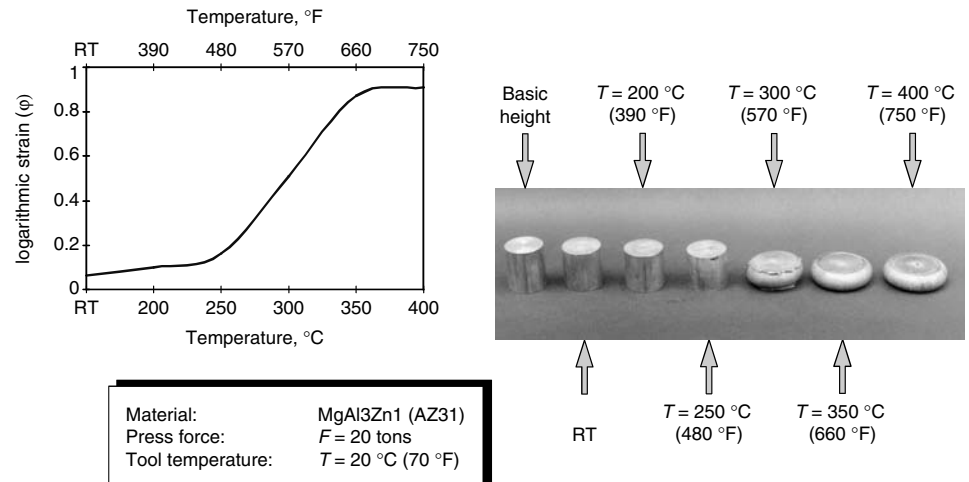 Temperature, °F
RT 390 480 570 660 750
1
0.8
0.6
0.4
0.2
0
logarithmic strain (φ)
RT 200 250 300 350 400
Temperature, °C
Basic
height
T = 200 °C
(390 °F)
T = 300 °C
(570 °F)
T = 400 °C
(750 °F)
RT
T = 250 °C
(480 °F)
T = 350 °C
(660 °F)
Material: MgAl3Zn1 (AZ31)
Press force: F = 20 tons
Tool temperature: T = 20 °C (70 °F)